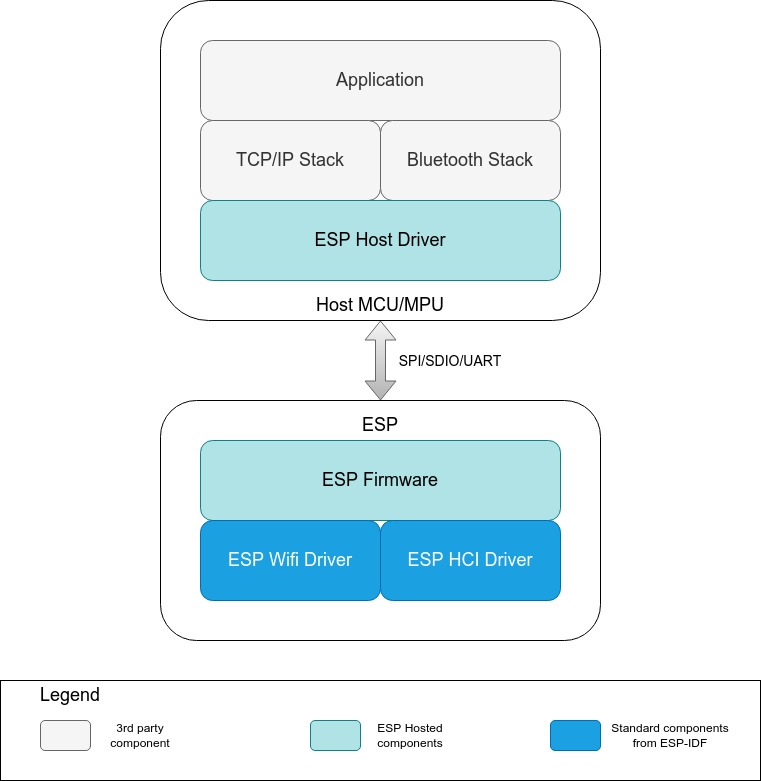 Application
TCP/IP Stack
Bluetooth Stack
ESP Host Driver
Host MCU/MPU
SPI/SDIO/UART
ESP
ESP Firmware
ESP Wifi Driver
ESP HCI Driver
Legend
3rd party
component
ESP Hosted
components
Standard components
from ESP-IDF